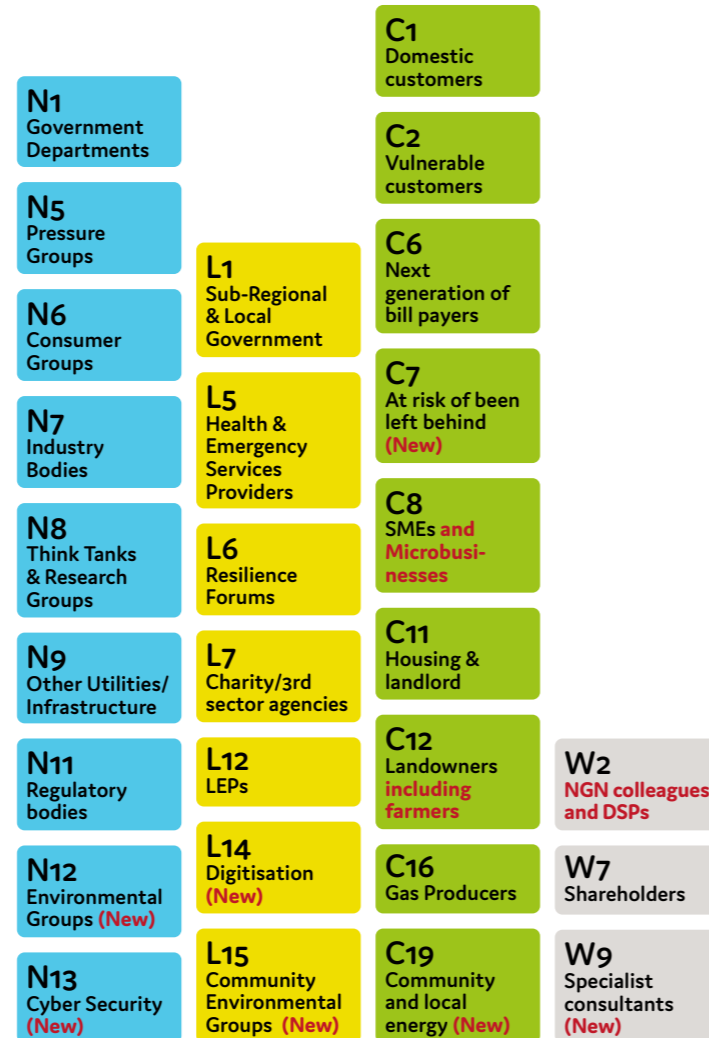 N1
Government
Departments
N5
Pressure
Groups
N6
Consumer
Groups
N7
Industry
Bodies
N8
Think Tanks
& Research
Groups
N9
Other Utilities/
Infrastructure
N11
Regulatory
bodies
N12
Environmental
Groups (New)
N13
Cyber Security
(New)
L1
Sub-Regional
& Local
Government
L5
Health &
Emergency
Services
Providers
L6
Resilience
Forums
L7
Charity/3rd
sector agencies
L12
LEPs
L14
Digitisation
(New)
L15
Community
Environmental
Groups (New)
C1
Domestic
customers
C2
Vulnerable
customers
C6
Next
generation of
bill payers
C7
At risk of been
left behind
(New)
C8
SMEs and
Microbusi-
nesses
C11
Housing &
landlord
C12
Landowners
including
farmers
C16
Gas Producers
C19
Community
and local
energy (New)
W2
NGN colleagues
and DSPs
W7
Shareholders
W9
Specialist
consultants
(New)